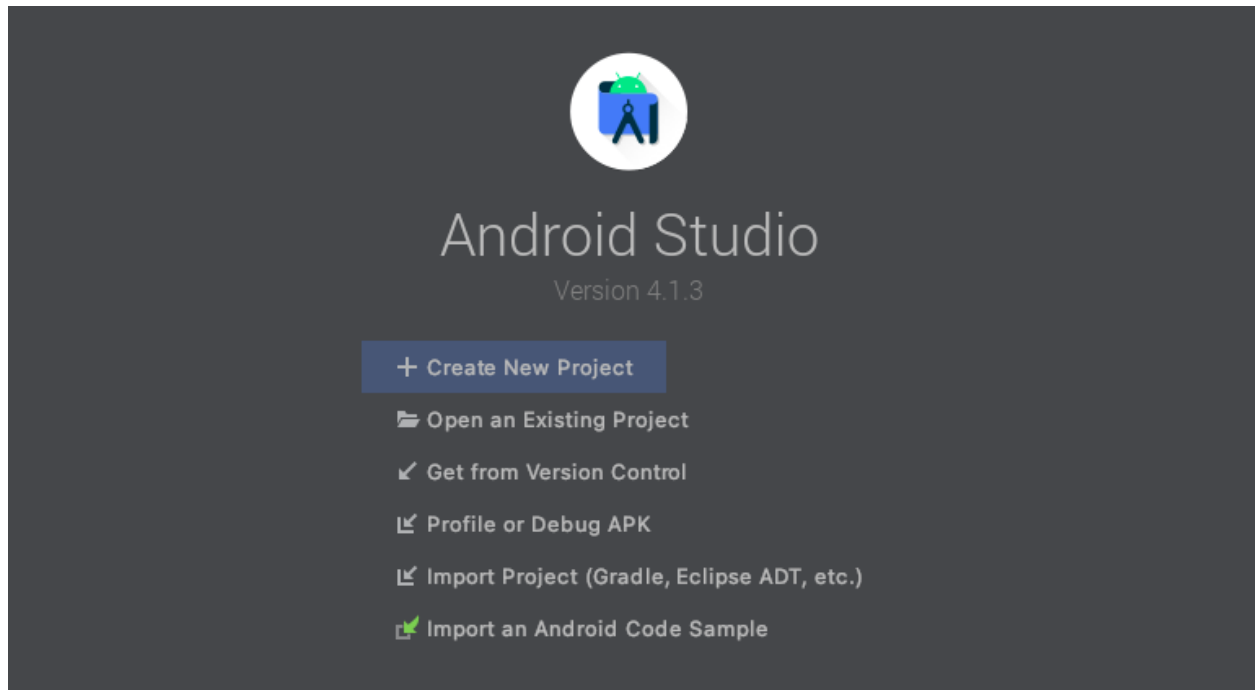 Android Studio
Version 4.1.3
Create New Project
Open an Existing Project
Get from Version Control
Profile or Debug APK
Import Project (Gradle, Eclipse ADT, etc.)
Import an Android Code Sample